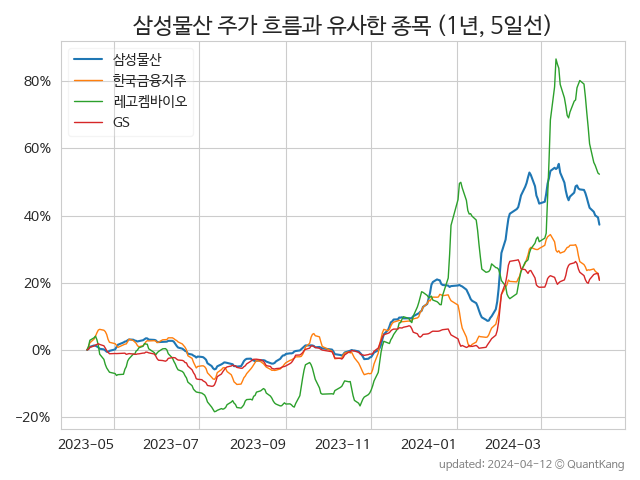 삼성물산 주가 흐름과 유사한 종목 (1년, 5일선)
삼성물산
한국금융지주
레고켐바이오
GS
80%
60%
40%
20%
0%
−20%
2023-05 2023-07 2023-09 2023-11 2024-01 2024-03
updated: 2024-04-12 © QuantKang